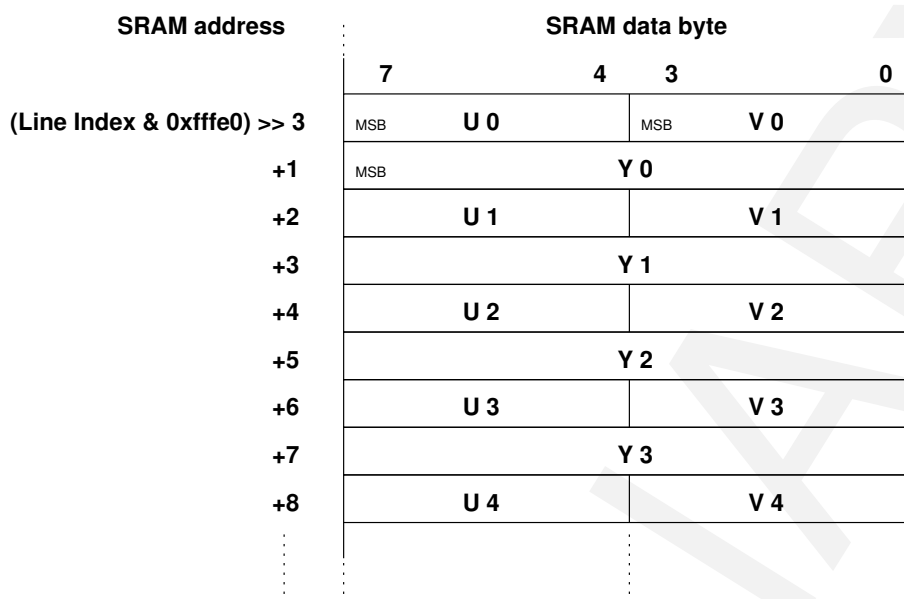 SRAM address SRAM data byte
7 4 3 0
(Line Index & 0xfffe0) >> 3 MSB U 0 MSB V 0
+1 MSB Y 0
+2 U 1 V 1
+3 Y 1
+4 U 2 V 2
+5 Y 2
+6 U 3 V 3
+7 Y 3
+8 U 4 V 4